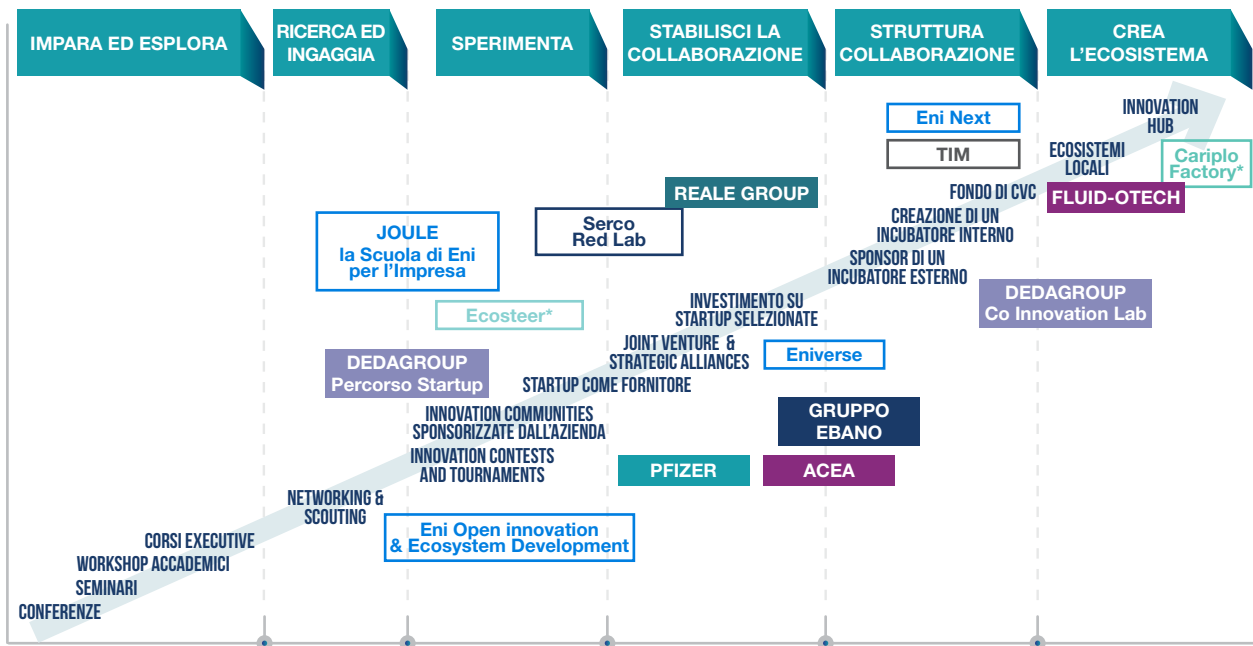 IMPARA ED ESPLORA
RICERCA ED
INGAGGIA
SPERIMENTA
STABILISCI LA
COLLABORAZIONE
STRUTTURA
COLLABORAZIONE
CREA
L'ECOSISTEMA
INNOVATION
HUB
Eni Next
TIM
ECOSISTEMI
LOCALI
Cariplo
Factory*
REALE GROUP
FONDO DI CVC
FLUID-OTECH
JOULE
la Scuola di Eni
per l'Impresa
Serco
Red Lab
CREAZIONE DI UN
INCUBATORE INTERNO
SPONSOR DI UN
INCUBATORE ESTERNO
DEDAGROUP
Co Innovation Lab
Ecosteer*
INVESTIMENTO SU
STARTUP SELEZIONATE
JOINT VENTURE &
STRATEGIC ALLIANCES
Eniverse
DEDAGROUP
Percorso Startup
STARTUP COME FORNITORE
INNOVATION COMMUNITIES
SPONSORIZZATE DALL'AZIENDA
GRUPPO
EBANO
INNOVATION CONTESTS
AND TOURNAMENTS
PFIZER
ACEA
NETWORKING &
SCOUTING
Eni Open innovation
& Ecosystem Development
CORSI EXECUTIVE
WORKSHOP ACCADEMICI
SEMINARI
CONFERENZE